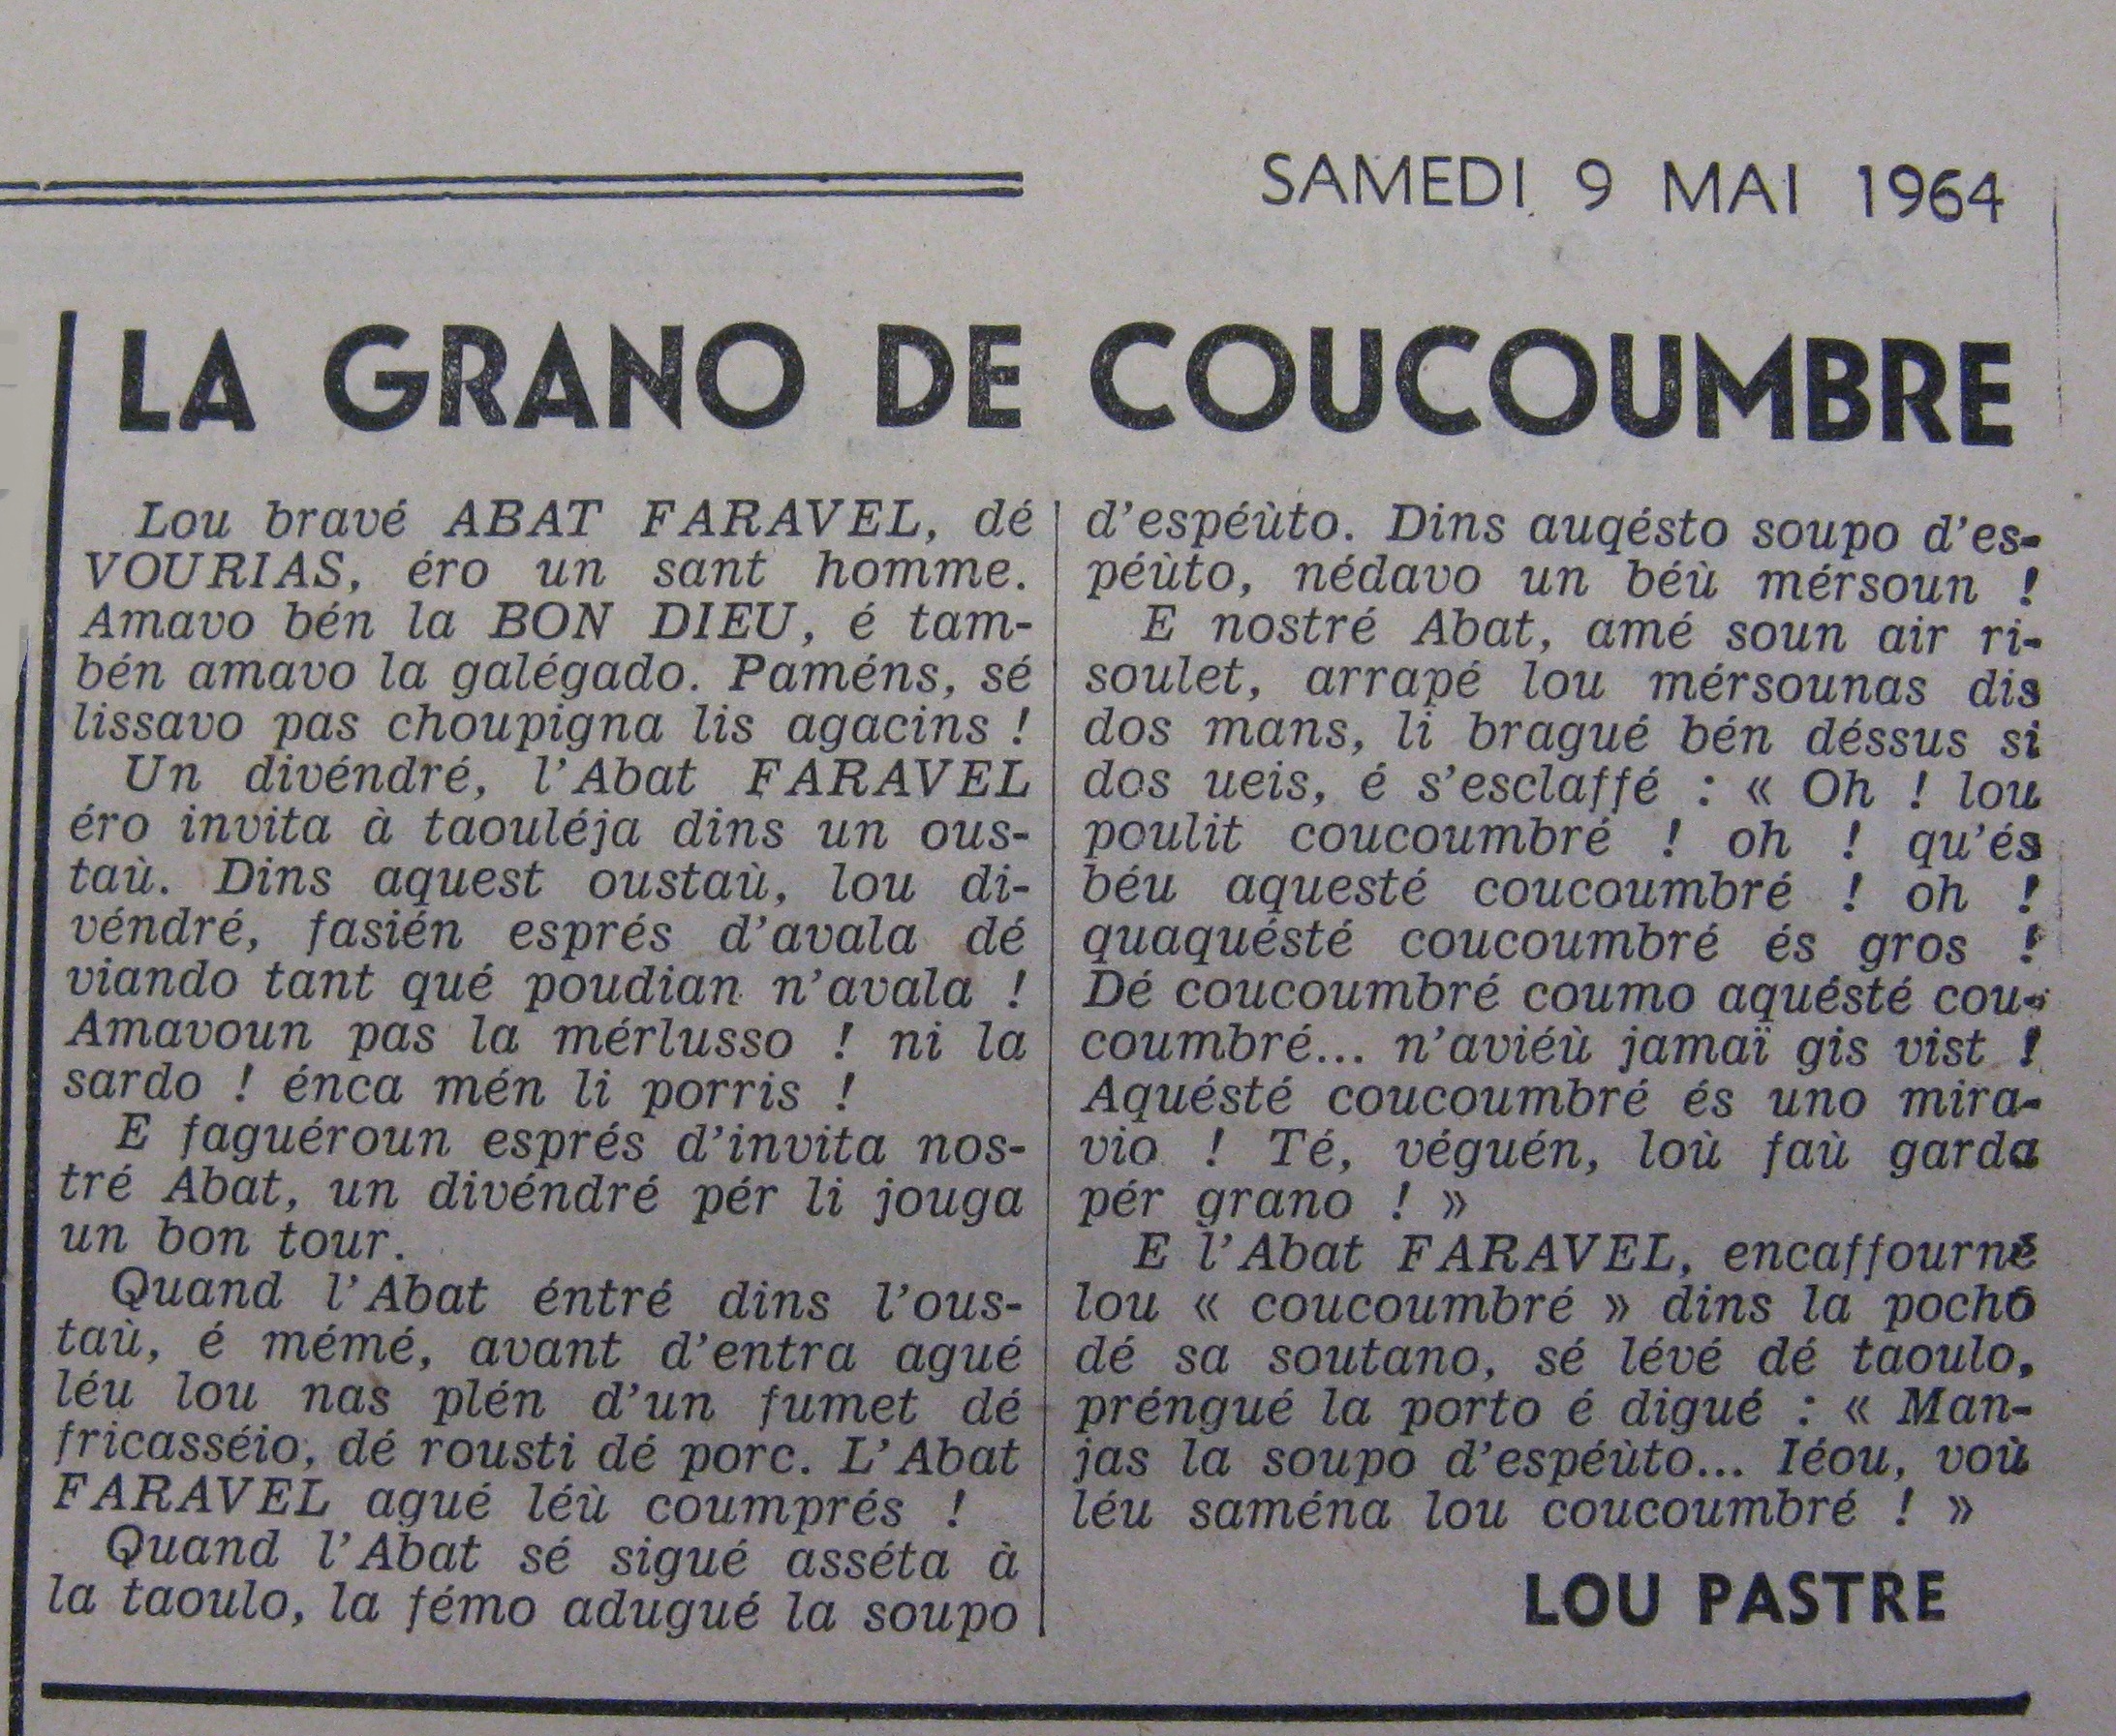 SAMEDI 9 MAI 1964
LA GRANO DE COUCOUMBRE
Lou bravé ABAT FARAVEL, dé
VOURIAS, éro un sant homme.
Amavo bén la BON DIEU, é tam-
bén amavo la galégado. Paméns, sé
lissavo pas choupigna lis agacins !
Un divéndré, l'Abat FARAVEL
éro invita à taouléja dins un ous-
taù. Dins aquest oustaù, lou di-
véndré, fasién esprés d'avala dé
viando tant qué poudian n'avala !
Amavoun pas la mérlusso ! ni la
sardo ! énca mén li porris !
E faguéroun esprés d'invita nos-
tré Abat, un divéndré pér li jouga
un bon tour.
Quand l'Abat éntré dins l'ous-
taù, é mémé, avant d'entra agué
léu lou nas plén d'un fumet dé
fricasséio, dé rousti dé porc. L'Abat
FARAVEL agué léù coumprés !
Quand l'Abat sé sigué asséta à
la taoulo, la fémo adugué la soupo
d'espéùto. Dins auqésto soupo d'es-
péùto, nédavo un béù mérsoun !
E nostré Abat, amé soun air ri-
soulet, arrapé lou mérsounas dis
dos mans, li bragué bén déssus si
dos ueis, é s'esclaffé : « Oh ! lou
poulit coucoumbré ! oh ! qu'és
béu aquesté coucoumbré ! oh !
quaquésté coucoumbré és gros !
Dé coucoumbré coumo aquésté cou-
coumbré... n'aviéù jamaï gis vist !
Aquésté coucoumbré és uno mira-
vio ! Té, véguén, loù faù garda
pér grano ! »
E l'Abat FARAVEL, encaffourné
lou « coucoumbré » dins la pocho
dé sa soutano, sé lévé dé taoulo,
préngué la porto é digué : « Man-
jas la soupo d'espéùto... Iéou, voù
léu saména lou coucoumbré ! »
LOU PASTRE